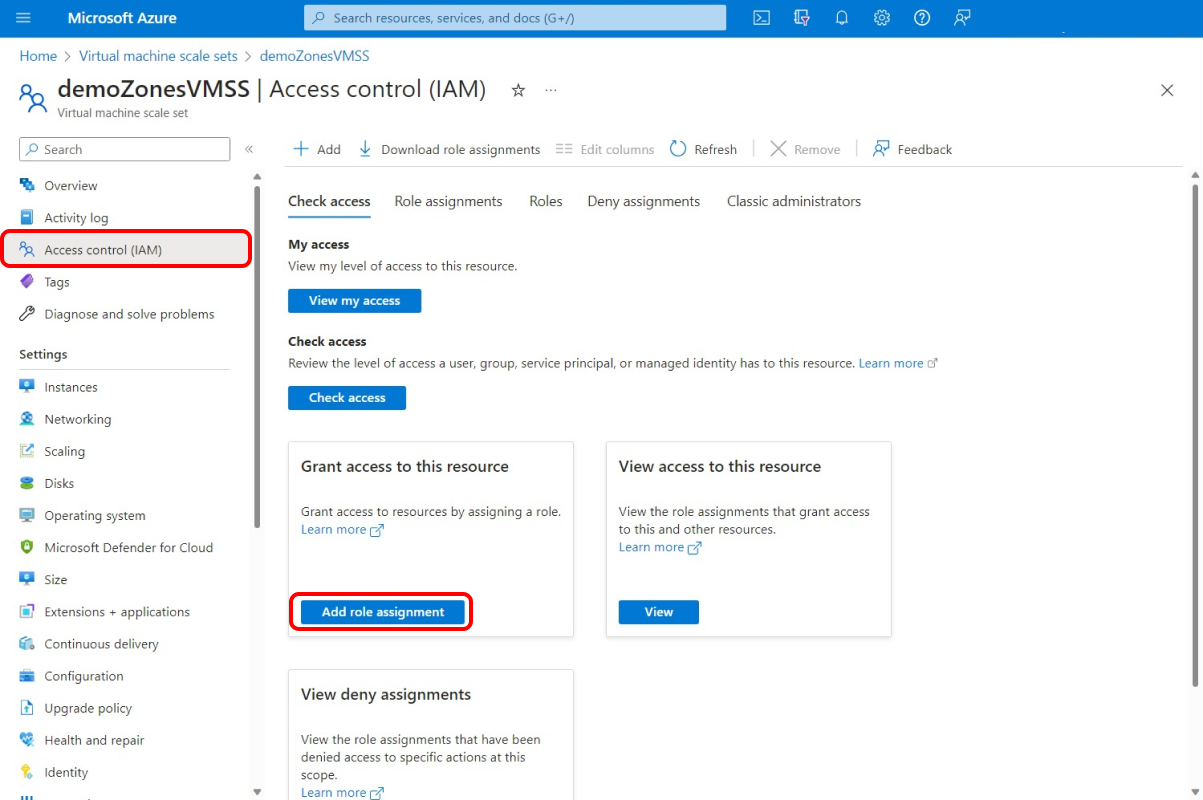 Microsoft Azure
Search resources, services, and docs (G+/)
Home > Virtual machine scale sets > demoZonesVMSS
demoZonesVMSS | Access control (IAM) ...
Virtual machine scale set
Search
«
Overview
Activity log
Access control (IAM)
Tags
Diagnose and solve problems
Settings
Instances
Networking
Scaling
Disks
Operating system
Microsoft Defender for Cloud
Size
Extensions + applications
Continuous delivery
Configuration
Upgrade policy
Health and repair
Identity
Add Download role assignments Edit columns Refresh Remove Feedback
Check access Role assignments Roles Deny assignments Classic administrators
My access
View my level of access to this resource.
View my access
Check access
Review the level of access a user, group, service principal, or managed identity has to this resource. Learn more
Check access
Grant access to this resource
Grant access to resources by assigning a role.
Learn more
Add role assignment
View access to this resource
View the role assignments that grant access
to this and other resources.
Learn more
View
View deny assignments
View the role assignments that have been
denied access to specific actions at this
scope.
Learn more